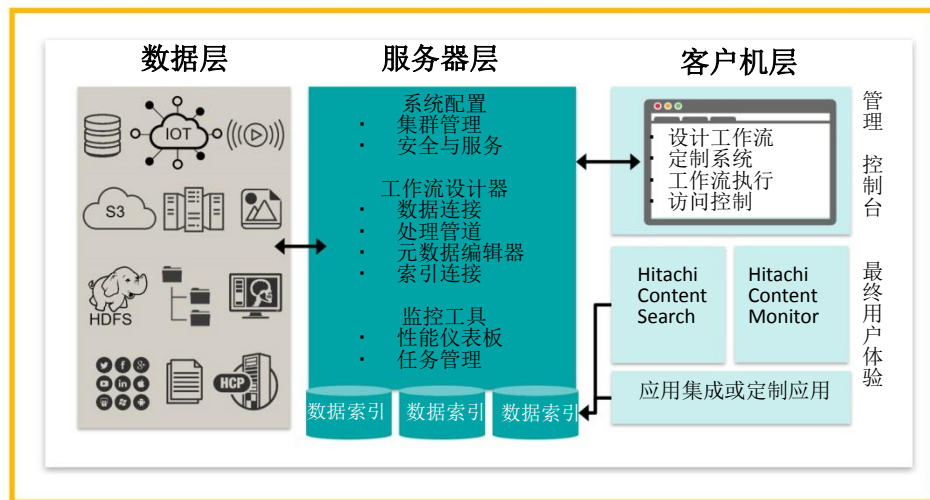 数据层
服务器层
客户机层
IOT
S3
HDFS
HCP
系统配置
· 集群管理
· 安全与服务
工作流设计器
· 数据连接
· 处理管道
· 元数据编辑器
· 索引连接
监控工具
· 性能仪表板
· 任务管理
数据索引
数据索引
数据索引
· 设计工作流
· 定制系统
· 工作流执行
· 访问控制
管理 控制台
Hitachi
Content
Search
Hitachi
Content
Monitor
应用集成或定制应用
最终用户体验